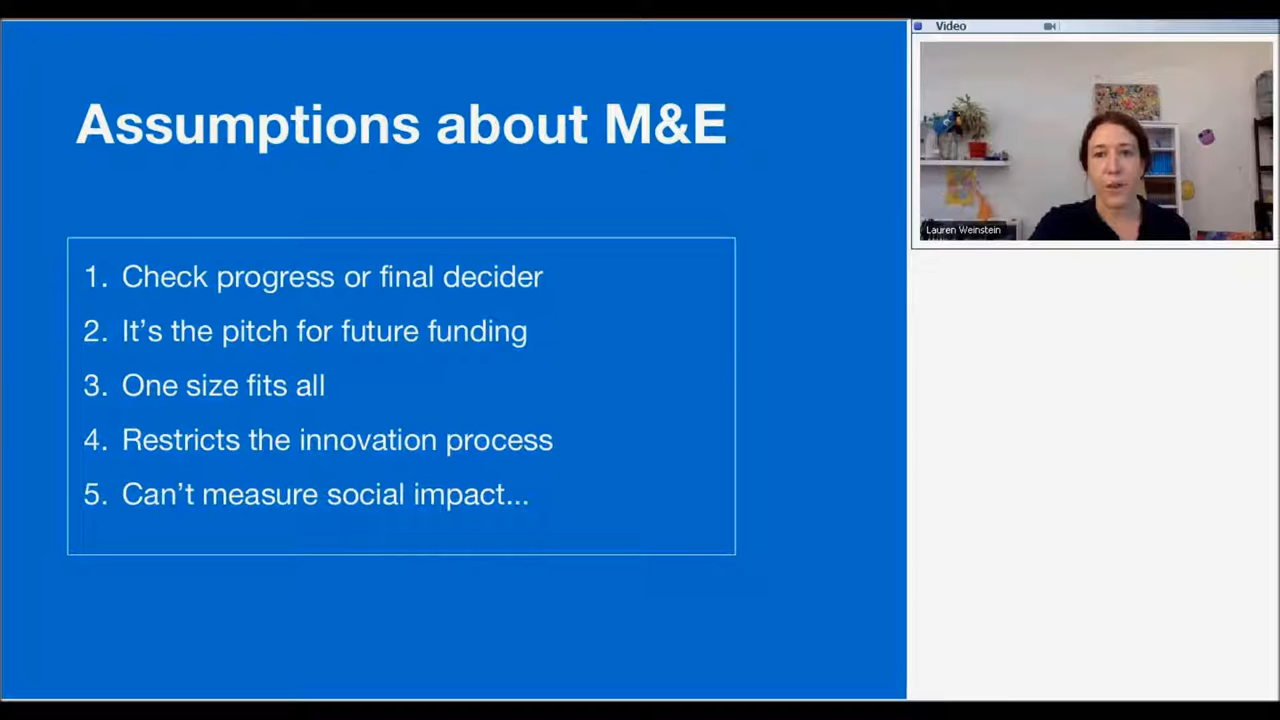 Assumptions about M&E
1. Check progress or final decider
2. It's the pitch for future funding
3. One size fits all
4. Restricts the innovation process
5. Can't measure social impact...
Video
Lauren Weinstein